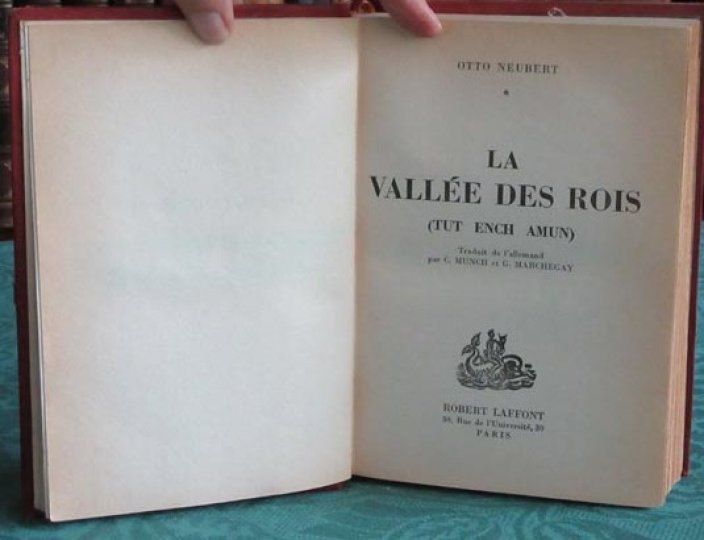 OTTO NEUBERT
*
LA
VALLÉE DES ROIS
(TUT ENCH AMUN)
Traduit de l'allemand
par C. MUNCH et G. MARCHEGAY
ROBERT LAFFONT
30, Rue de l'Université, 30
PARIS